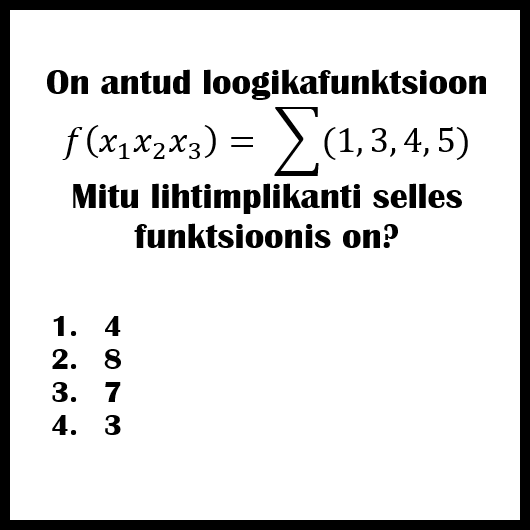 On antud loogikafunktsioon
f(x₁x₂x₃) = ∑(1, 3, 4, 5)
Mitu lihtimplikanti selles
funktsioonis on?
1. 4
2. 8
3. 7
4. 3